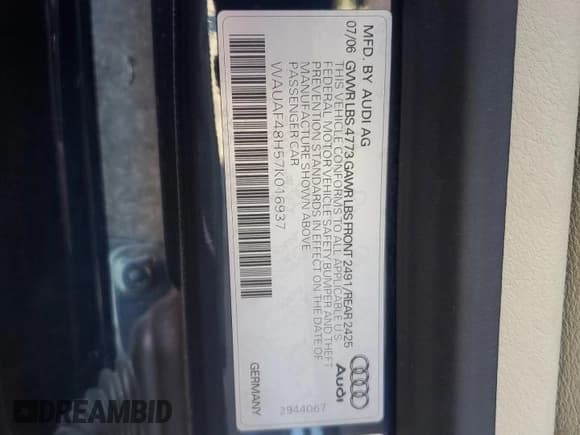 MFD. BY AUDI AG
07/06 GVWR LBS 4773 GAWR LBS FRONT 2491/REAR 2425
THIS VEHICLE CONFORMS TO ALL APPLICABLE U.S.
FEDERAL MOTOR VEHICLE SAFETY, BUMPER AND THEFT
PREVENTION STANDARDS IN EFFECT ON THE DATE OF
MANUFACTURE SHOWN ABOVE
WAUAF48H57K016937
PASSENGER CAR
Audi
2944067
GERMANY
DREAMBID